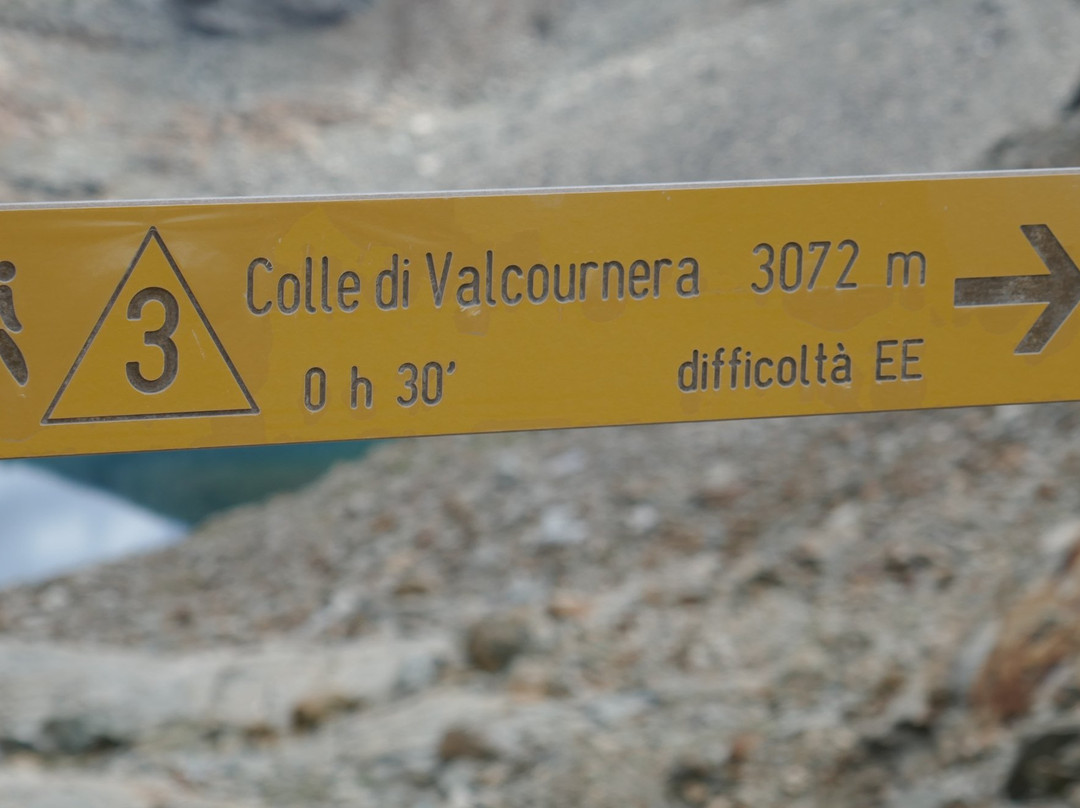 3
Colle di Valcournera 3072 m
0 h 30' difficoltà EE